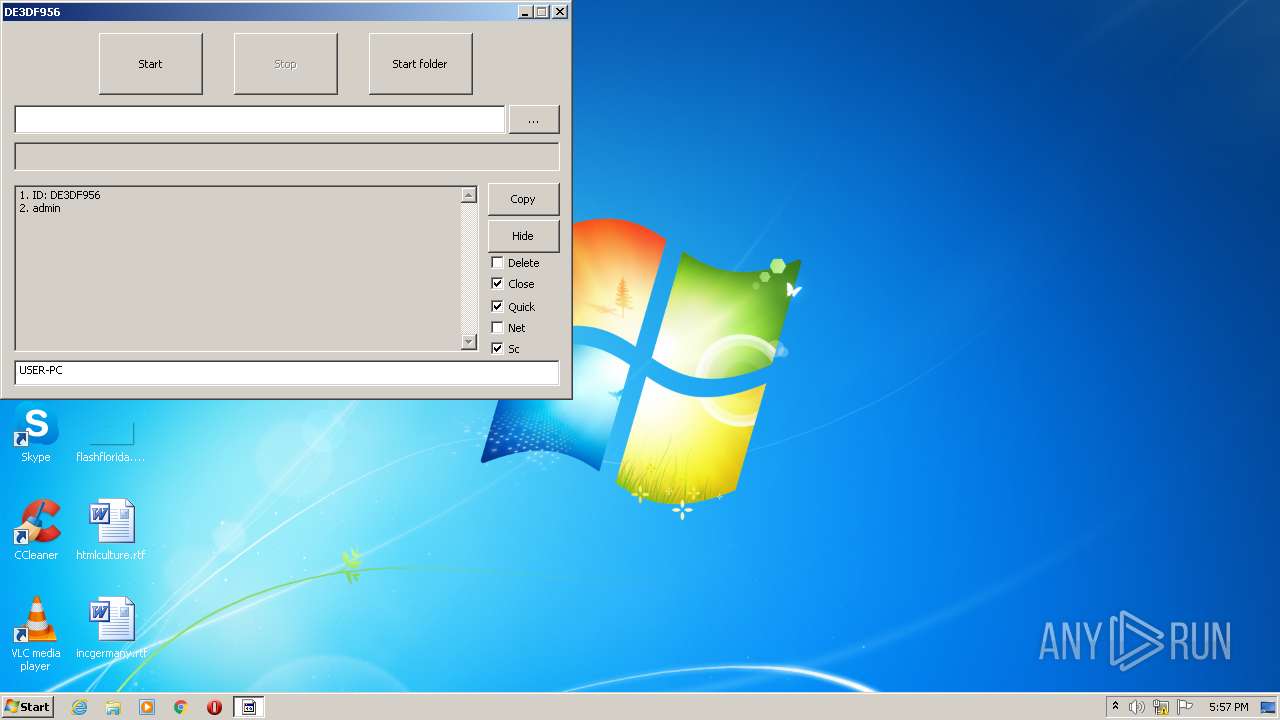 DE3DF956
Start
Stop
Start folder
...
1. ID: DE3DF956
2. admin
Copy
Hide
Delete
Close
Quick
Net
Sc
USER-PC
Skype
flashflorida....
CCleaner
htmlculture.rtf
VLC media
player
incgermany.rtf
ANY RUN
Start
5:57 PM